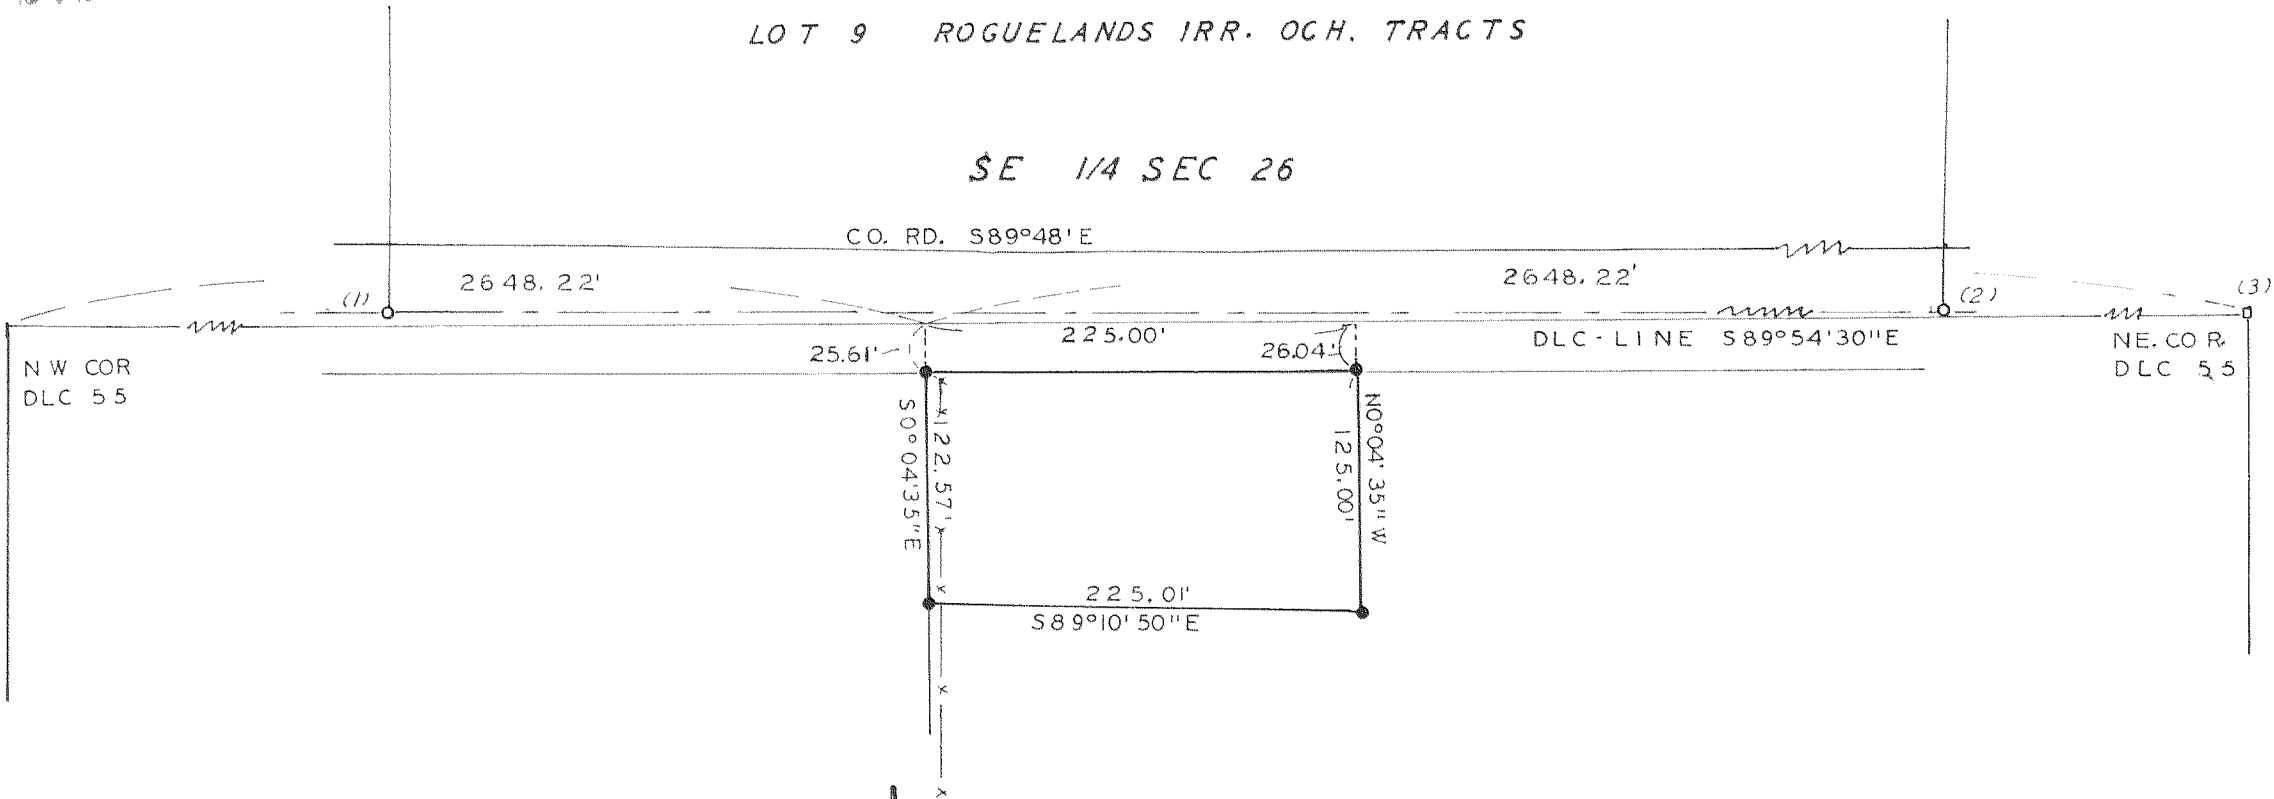 LOT 9 ROGUELANDS IRR. OCH. TRACTS
SE 1/4 SEC 26
CO. RD. S89°48'E
2648.22'
2648.22'
(1)
(2)
(3)
225.00'
25.61'
26.04'
DLC-LINE S89°54'30"E
NW COR
DLC 55
NE. COR.
DLC 55
S0°04'35"E
122.57'
N0°04'35"W
125.00'
225.01'
S89°10'50"E